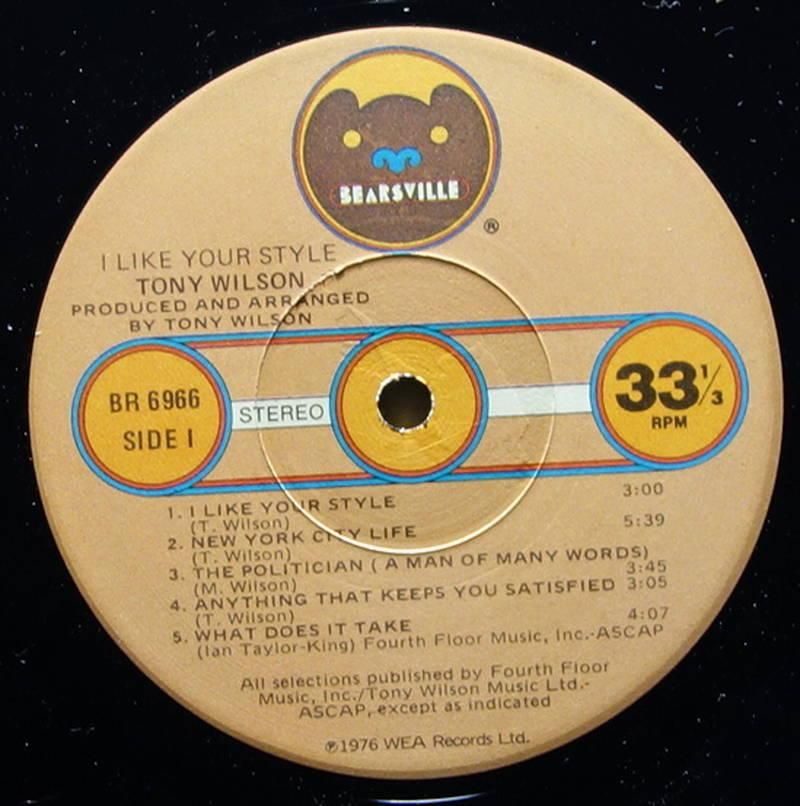 BEARSVILLE
®
I LIKE YOUR STYLE
TONY WILSON
PRODUCED AND ARRANGED
BY TONY WILSON
BR 6966
SIDE I
STEREO
33 1/3
RPM
1. I LIKE YOUR STYLE 3:00
(T. Wilson)
2. NEW YORK CITY LIFE 5:39
(T. Wilson)
3. THE POLITICIAN ( A MAN OF MANY WORDS)
(M. Wilson) 3:45
4. ANYTHING THAT KEEPS YOU SATISFIED 3:05
(T. Wilson)
5. WHAT DOES IT TAKE 4:07
(Ian Taylor-King) Fourth Floor Music, Inc.-ASCAP
All selections published by Fourth Floor
Music, Inc./Tony Wilson Music Ltd.-
ASCAP, except as indicated
℗1976 WEA Records Ltd.